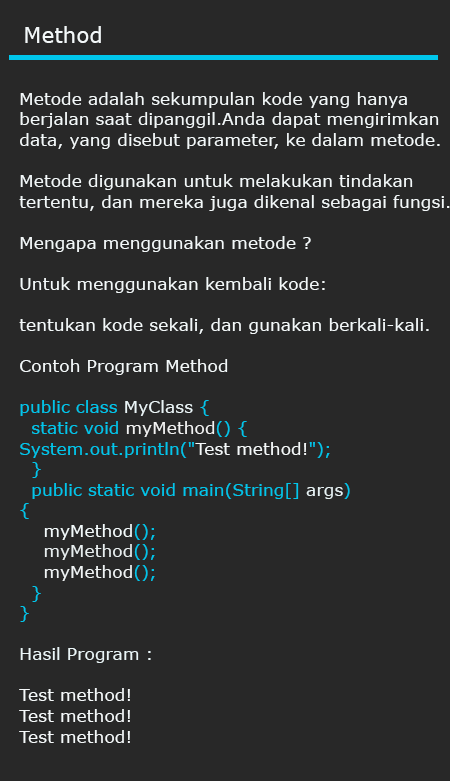 Method
Metode adalah sekumpulan kode yang hanya
berjalan saat dipanggil.Anda dapat mengirimkan
data, yang disebut parameter, ke dalam metode.
Metode digunakan untuk melakukan tindakan
tertentu, dan mereka juga dikenal sebagai fungsi.
Mengapa menggunakan metode ?
Untuk menggunakan kembali kode:
tentukan kode sekali, dan gunakan berkali-kali.
Contoh Program Method
public class MyClass {
static void myMethod() {
System.out.println("Test method!");
}
public static void main(String[] args)
{
myMethod();
myMethod();
myMethod();
}
}
Hasil Program :
Test method!
Test method!
Test method!